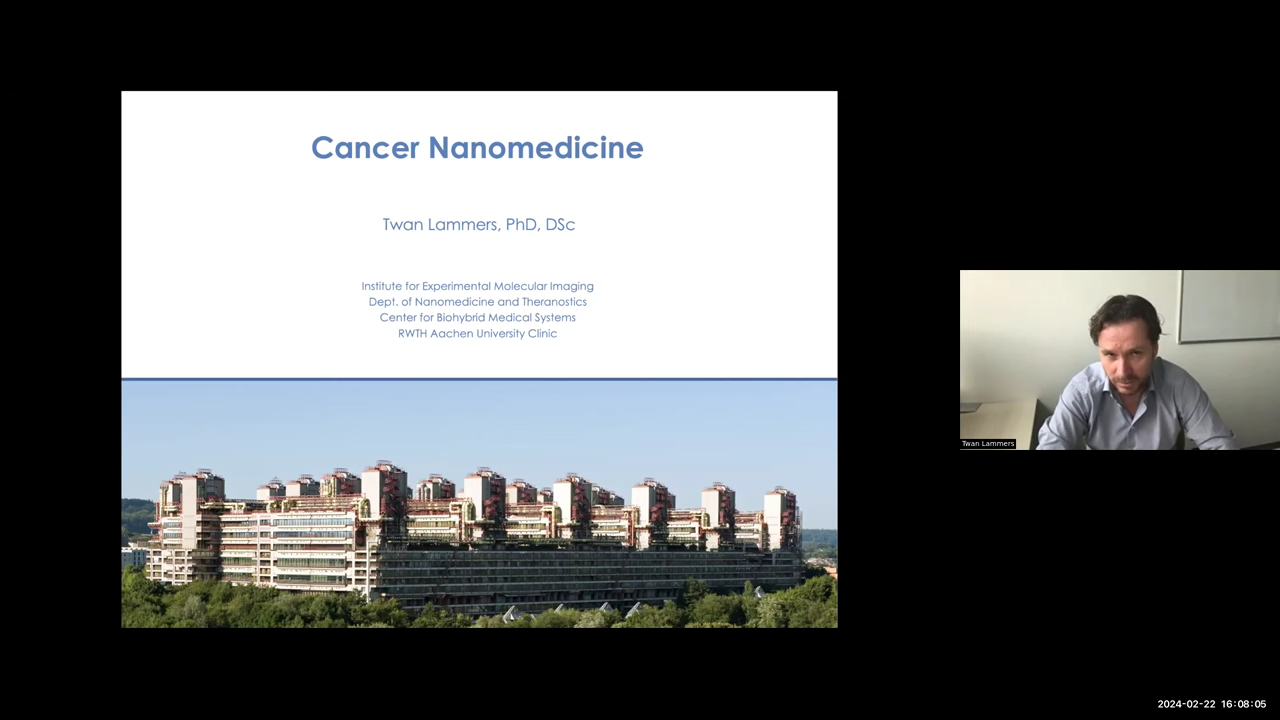 Cancer Nanomedicine
Twan Lammers, PhD, DSc
Institute for Experimental Molecular Imaging
Dept. of Nanomedicine and Theranostics
Center for Biohybrid Medical Systems
RWTH Aachen University Clinic
Twan Lammers
2024-02-22 16:08:05